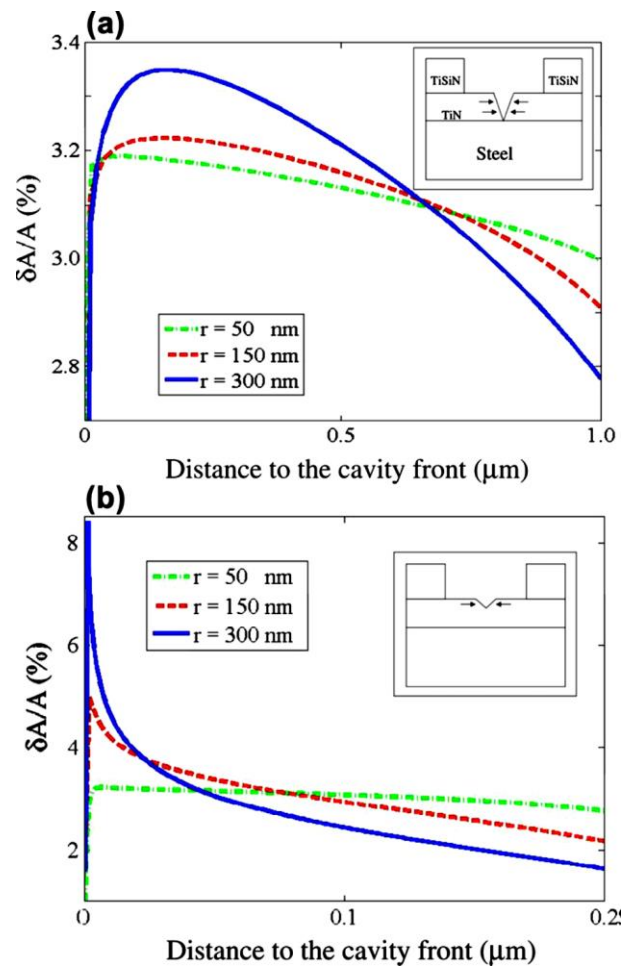 (a)
3.4
3.2
3.0
2.8
δA/A (%)
TiSiN
TiSiN
TiN
Steel
r = 50 nm
r = 150 nm
r = 300 nm
0
0.5
1.0
Distance to the cavity front (μm)
(b)
8
6
4
2
δA/A (%)
r = 50 nm
r = 150 nm
r = 300 nm
0
0.1
Distance to the cavity front (μm)